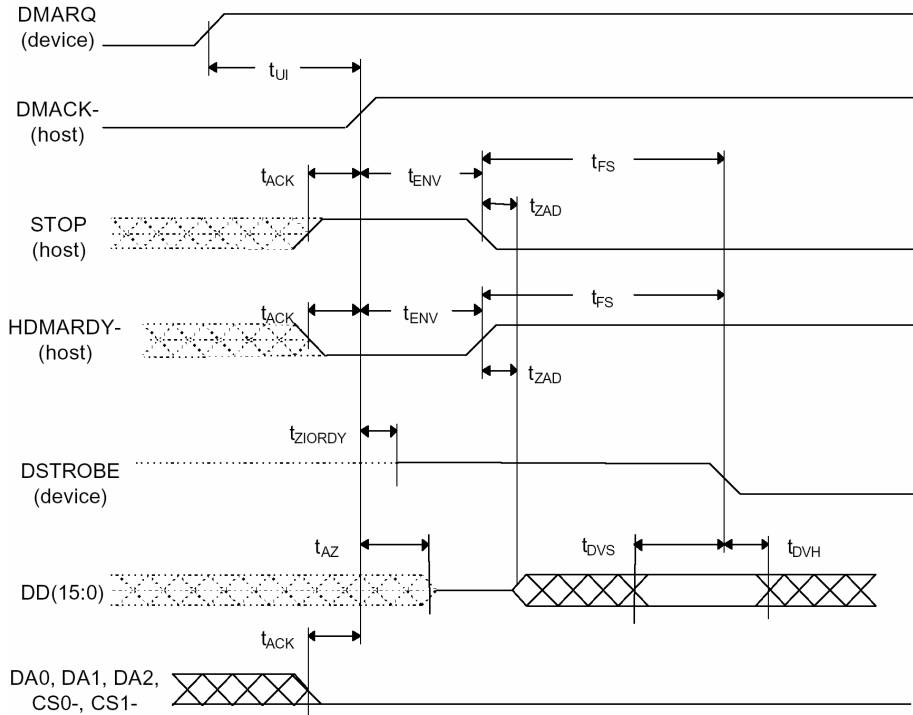 DMARQ
(device)
tUI
DMACK-
(host)
tACK
tENV
tFS
tZAD
STOP
(host)
tACK
tENV
tFS
HDMARDY-
(host)
tZAD
tZIORDY
DSTROBE
(device)
tAZ
tDVS
tDVH
DD(15:0)
tACK
DA0, DA1, DA2,
CS0-, CS1-